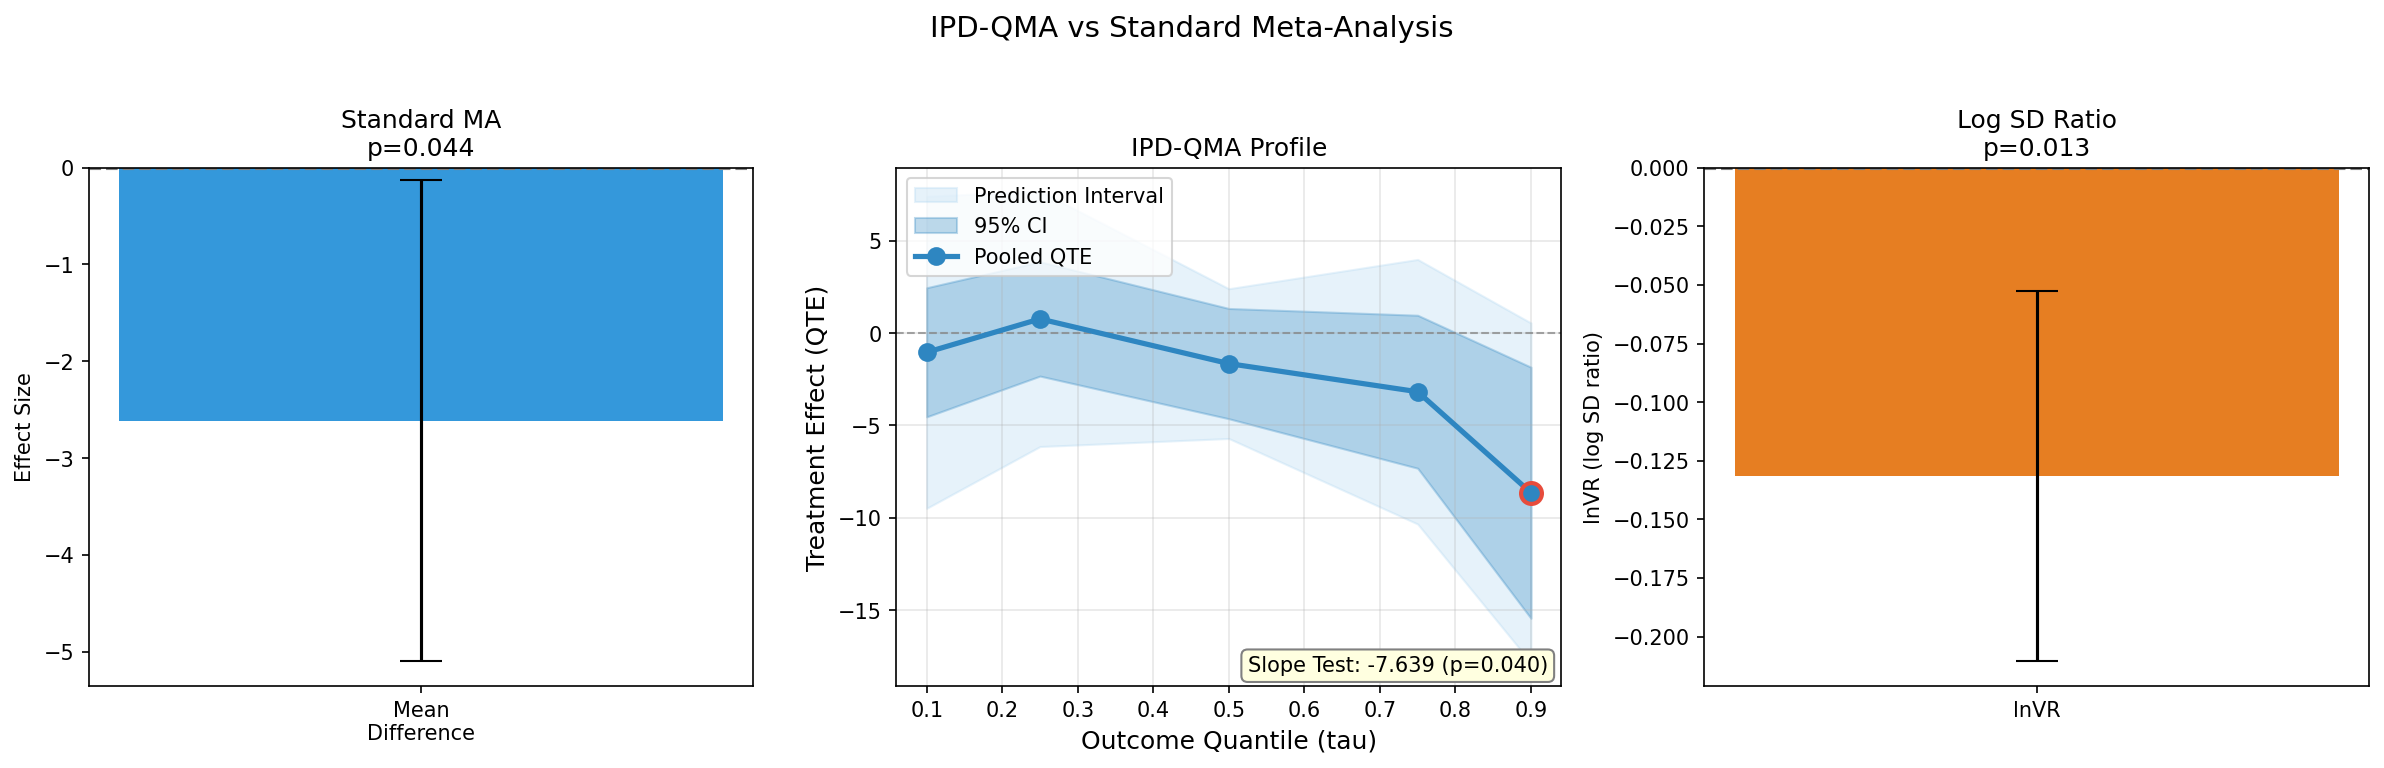 IPD-QMA vs Standard Meta-Analysis
Standard MA
p=0.044
Effect Size
0
−1
−2
−3
−4
−5
Mean
Difference
IPD-QMA Profile
Treatment Effect (QTE)
5
0
−5
−10
−15
Prediction Interval
95% CI
Pooled QTE
Slope Test: -7.639 (p=0.040)
0.1 0.2 0.3 0.4 0.5 0.6 0.7 0.8 0.9
Outcome Quantile (tau)
Log SD Ratio
p=0.013
lnVR (log SD ratio)
0.000
−0.025
−0.050
−0.075
−0.100
−0.125
−0.150
−0.175
−0.200
lnVR